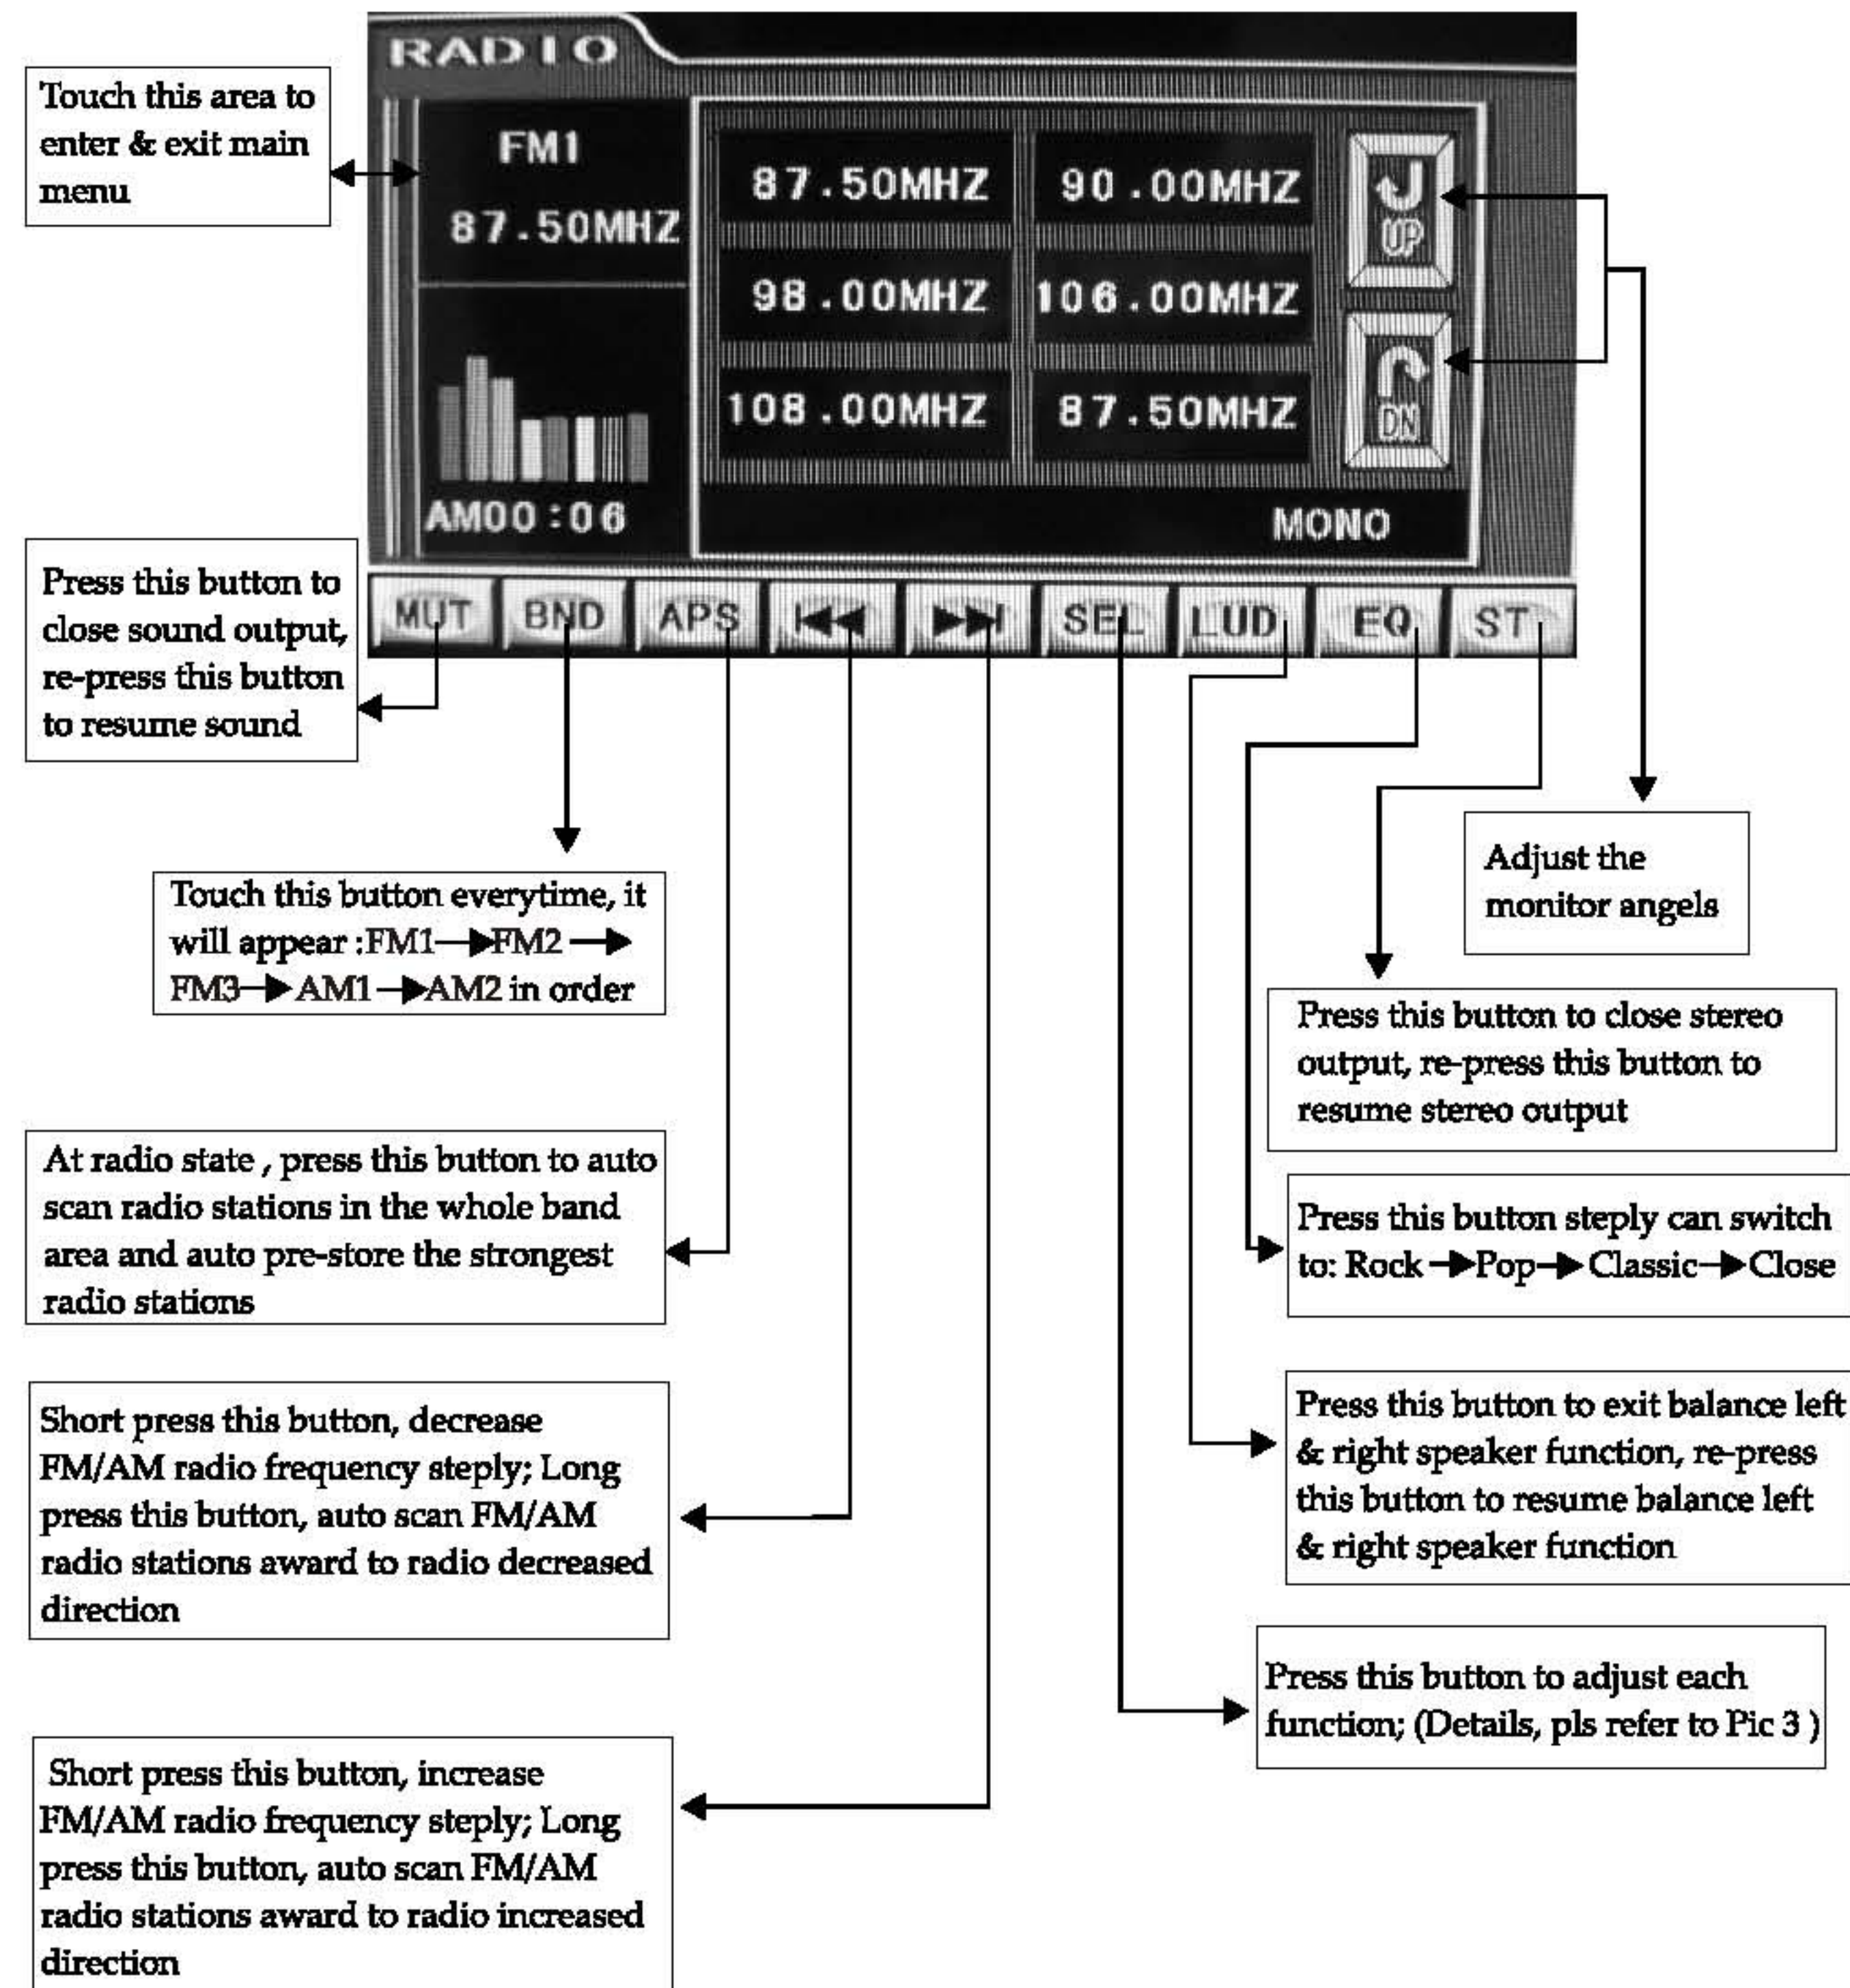 RADIO
Touch this area to
enter & exit main
menu
FM1
87.50MHZ
87.50MHZ 90.00MHZ
98.00MHZ 106.00MHZ
108.00MHZ 87.50MHZ
UP
DN
AM00:06
MONO
MUT BND APS SEL LUD EQ ST
Press this button to
close sound output,
re-press this button
to resume sound
Touch this button everytime, it
will appear :FM1→FM2→
FM3→AM1→AM2 in order
At radio state , press this button to auto
scan radio stations in the whole band
area and auto pre-store the strongest
radio stations
Short press this button, decrease
FM/AM radio frequency steply; Long
press this button, auto scan FM/AM
radio stations award to radio decreased
direction
Short press this button, increase
FM/AM radio frequency steply; Long
press this button, auto scan FM/AM
radio stations award to radio increased
direction
Adjust the
monitor angels
Press this button to close stereo
output, re-press this button to
resume stereo output
Press this button steply can switch
to: Rock→Pop→Classic→Close
Press this button to exit balance left
& right speaker function, re-press
this button to resume balance left
& right speaker function
Press this button to adjust each
function; (Details, pls refer to Pic 3 )